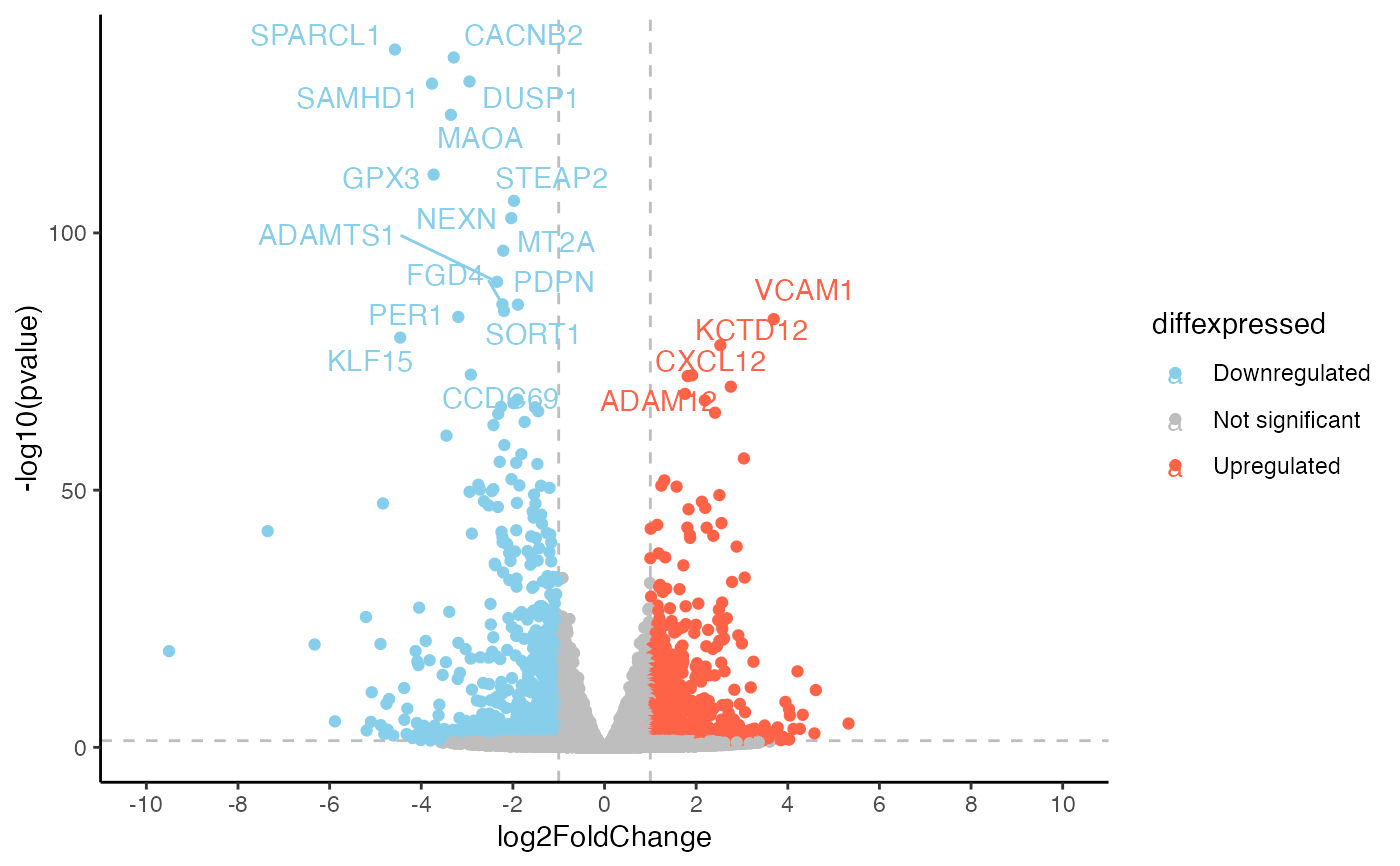 SPARCL1
CACNB2
SAMHD1
DUSP1
MAOA
GPX3
STEAP2
NEXN
ADAMTS1
MT2A
FGD4
PDPN
PER1
SORT1
KLF15
CCDC69
VCAM1
KCTD12
CXCL12
ADAM12
-log10(pvalue)
100
50
0
-10 -8 -6 -4 -2 0 2 4 6 8 10
log2FoldChange
diffexpressed
a Downregulated
a Not significant
a Upregulated